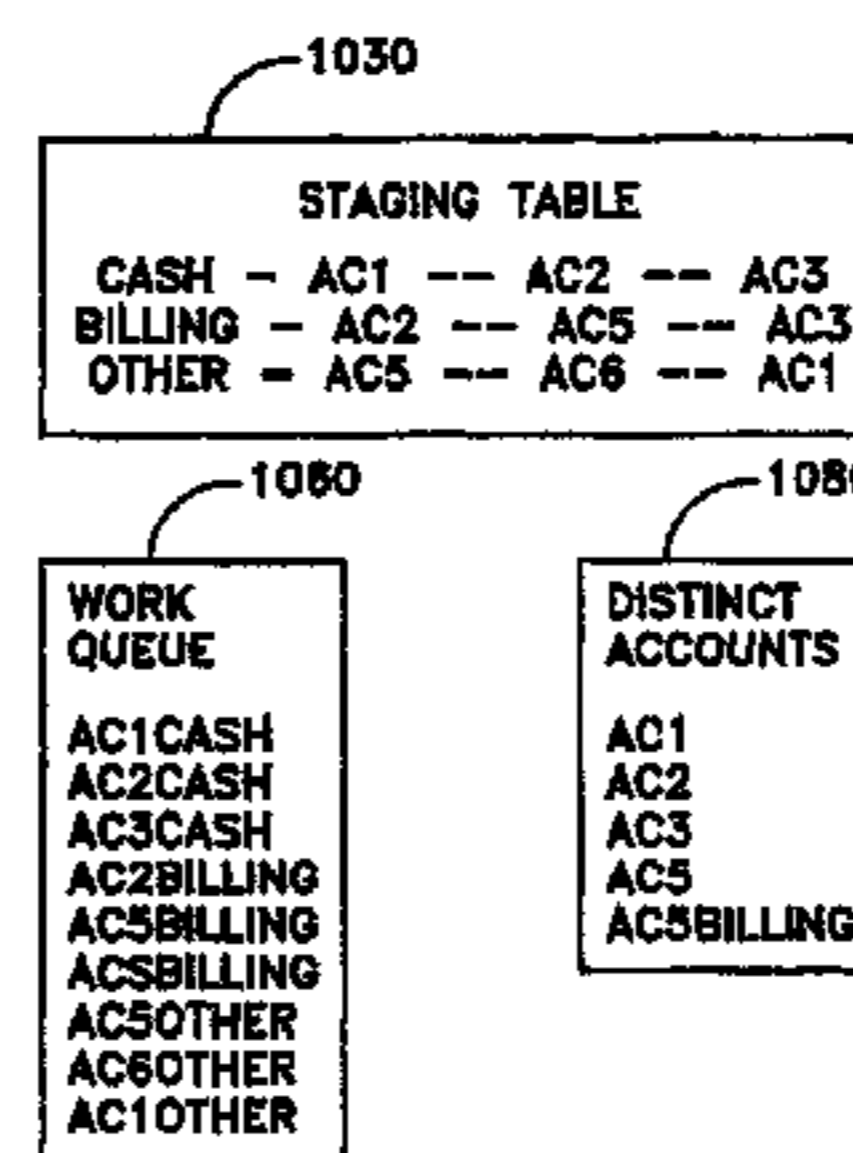 1030
STAGING TABLE
CASH - AC1 -- AC2 -- AC3
BILLING - AC2 -- AC5 -- AC3
OTHER - AC5 -- AC6 -- AC1
1060
WORK
QUEUE
AC1CASH
AC2CASH
AC3CASH
AC2BILLING
AC5BILLING
ACSBILLING
AC5OTHER
AC6OTHER
AC1OTHER
1080
DISTINCT
ACCOUNTS
AC1
AC2
AC3
AC5
AC5BILLING